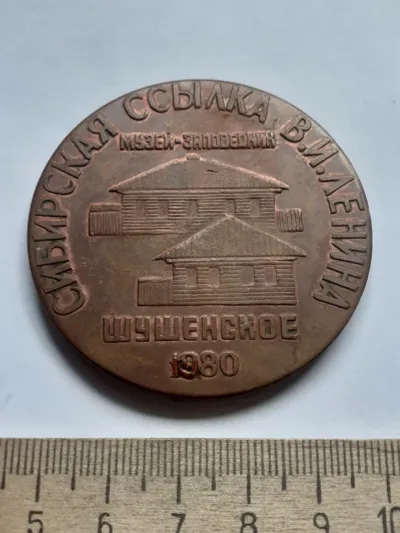 СИБИРСКАЯ ССЫЛКА В.И.ЛЕНИНА
МУЗЕЙ-ЗАПОВЕДНИК
ШУШЕНСКОЕ
1980
5 6 7 8 9 10